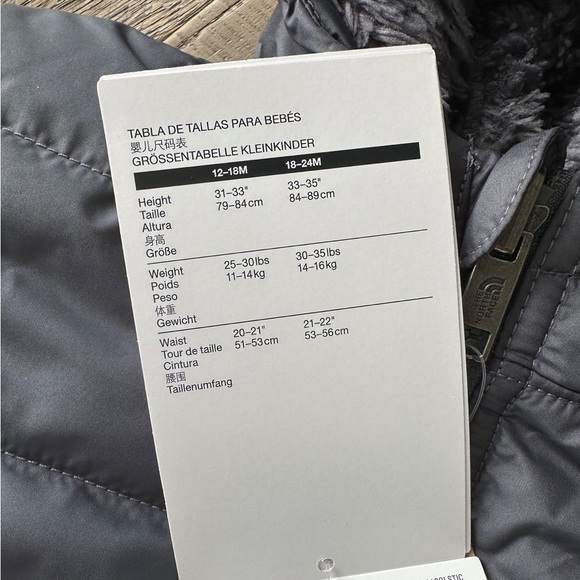 TABLA DE TALLAS PARA BEBÉS
婴儿尺码表
GRÖSSENTABELLE KLEINKINDER
12–18M 18–24M
Height 31–33" 33–35"
Taille 79–84cm 84–89cm
Altura
身高
Größe
Weight 25–30lbs 30–35lbs
Poids 11–14kg 14–16kg
Peso
体重
Gewicht
Waist 20–21" 21–22"
Tour de taille 51–53cm 53–56cm
Cintura
腰围
Taillenumfang
THE
NORTH
FACE